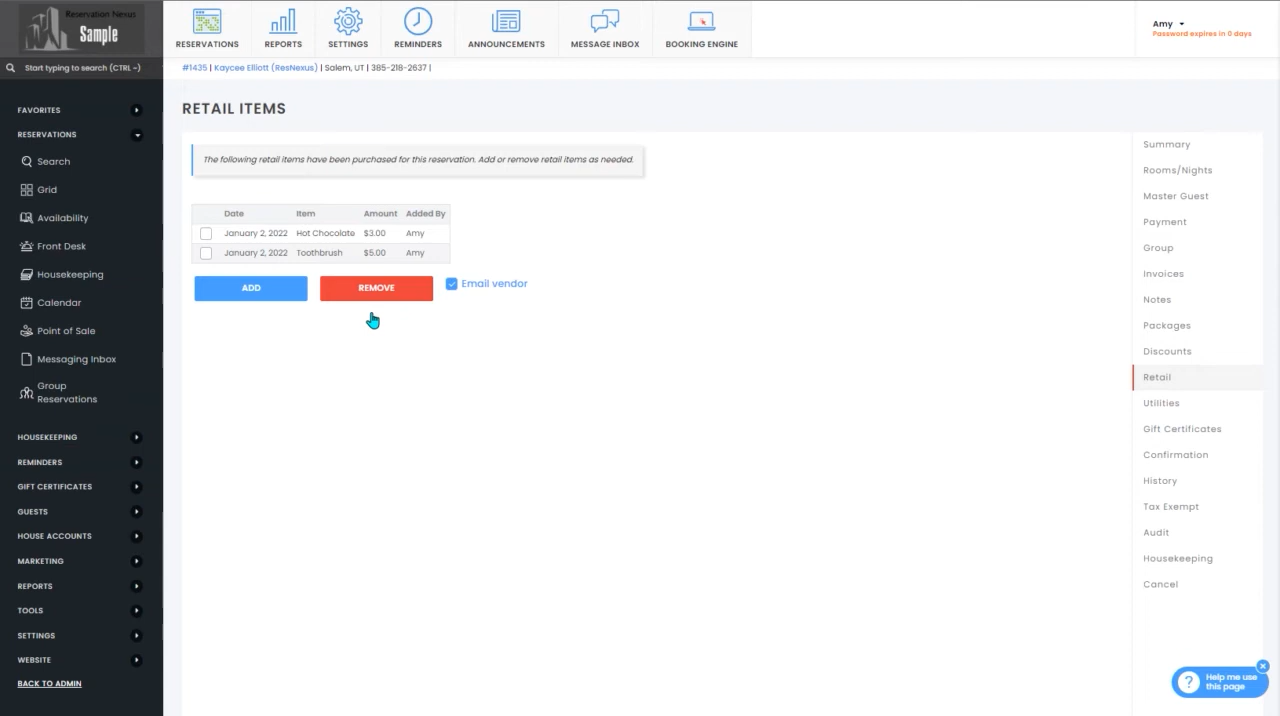 Reservation Nexus
Sample
RESERVATIONS
REPORTS
SETTINGS
REMINDERS
ANNOUNCEMENTS
MESSAGE INBOX
BOOKING ENGINE
Amy
Password expires in 0 days
Start typing to search (CTRL ~)
#1435 | Kaycee Elliott (ResNexus) | Salem, UT | 385-218-2637 |
FAVORITES
RESERVATIONS
Search
Grid
Availability
Front Desk
Housekeeping
Calendar
Point of Sale
Messaging Inbox
Group
Reservations
HOUSEKEEPING
REMINDERS
GIFT CERTIFICATES
GUESTS
HOUSE ACCOUNTS
MARKETING
REPORTS
TOOLS
SETTINGS
WEBSITE
BACK TO ADMIN
RETAIL ITEMS
The following retail items have been purchased for this reservation. Add or remove retail items as needed.
Date Item Amount Added By
January 2, 2022 Hot Chocolate $3.00 Amy
January 2, 2022 Toothbrush $5.00 Amy
ADD
REMOVE
Email vendor
Summary
Rooms/Nights
Master Guest
Payment
Group
Invoices
Notes
Packages
Discounts
Retail
Utilities
Gift Certificates
Confirmation
History
Tax Exempt
Audit
Housekeeping
Cancel
Help me use
this page